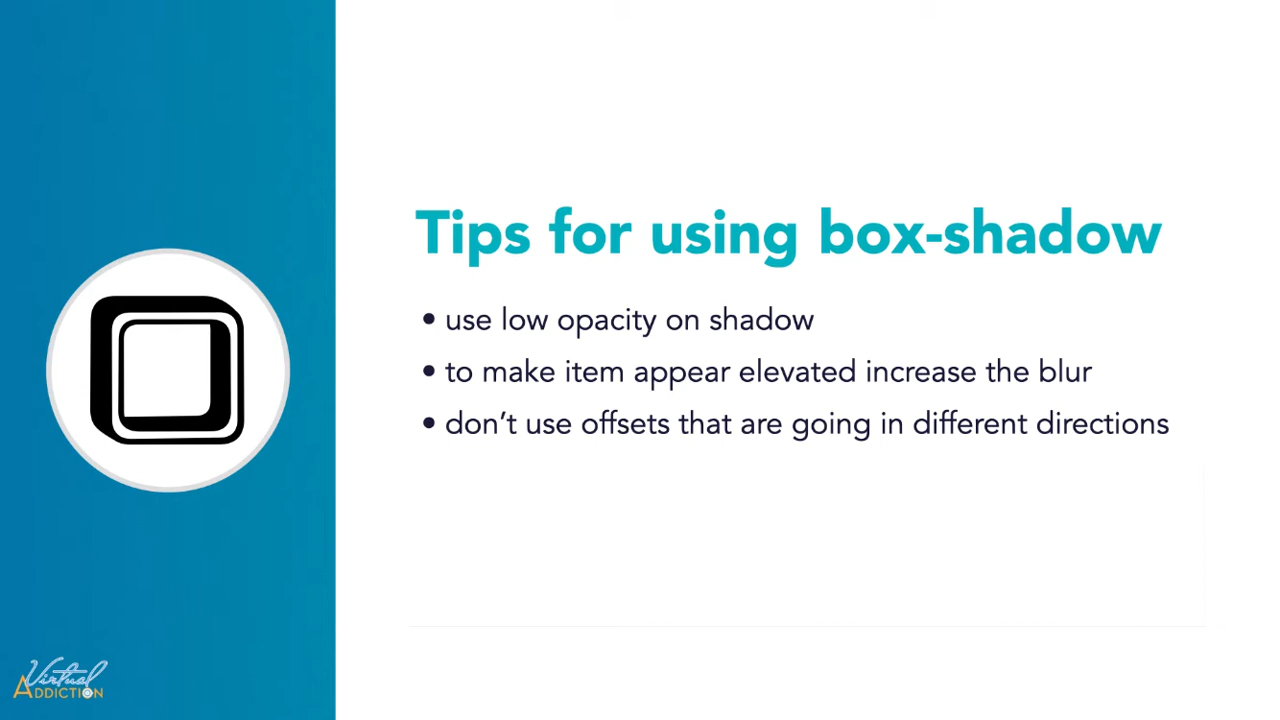 Tips for using box-shadow
• use low opacity on shadow
• to make item appear elevated increase the blur
• don’t use offsets that are going in different directions
Virtual
ADDICTION